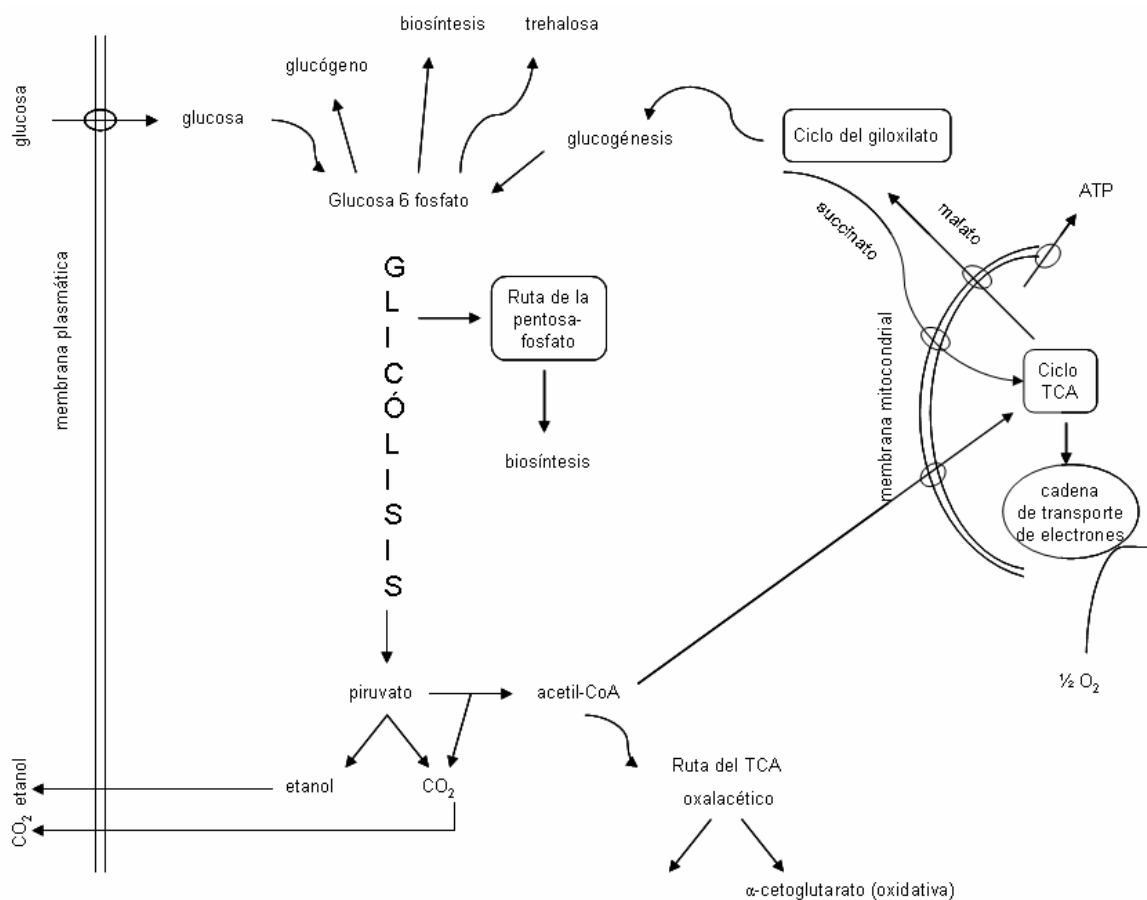 biosíntesis
trehalosa
glucógeno
glucosa
glucosa
glucogénesis
Ciclo del giloxilato
Glucosa 6 fosfato
ATP
malato
succinato
membrana plasmática
GLICÓLISIS
Ruta de la
pentosa-
fosfato
biosíntesis
membrana mitocondrial
Ciclo
TCA
cadena
de transporte
de electrones
½ O₂
piruvato
acetil-CoA
etanol
CO₂
CO₂ etanol
Ruta del TCA
oxalacético
α-cetoglutarato (oxidativa)